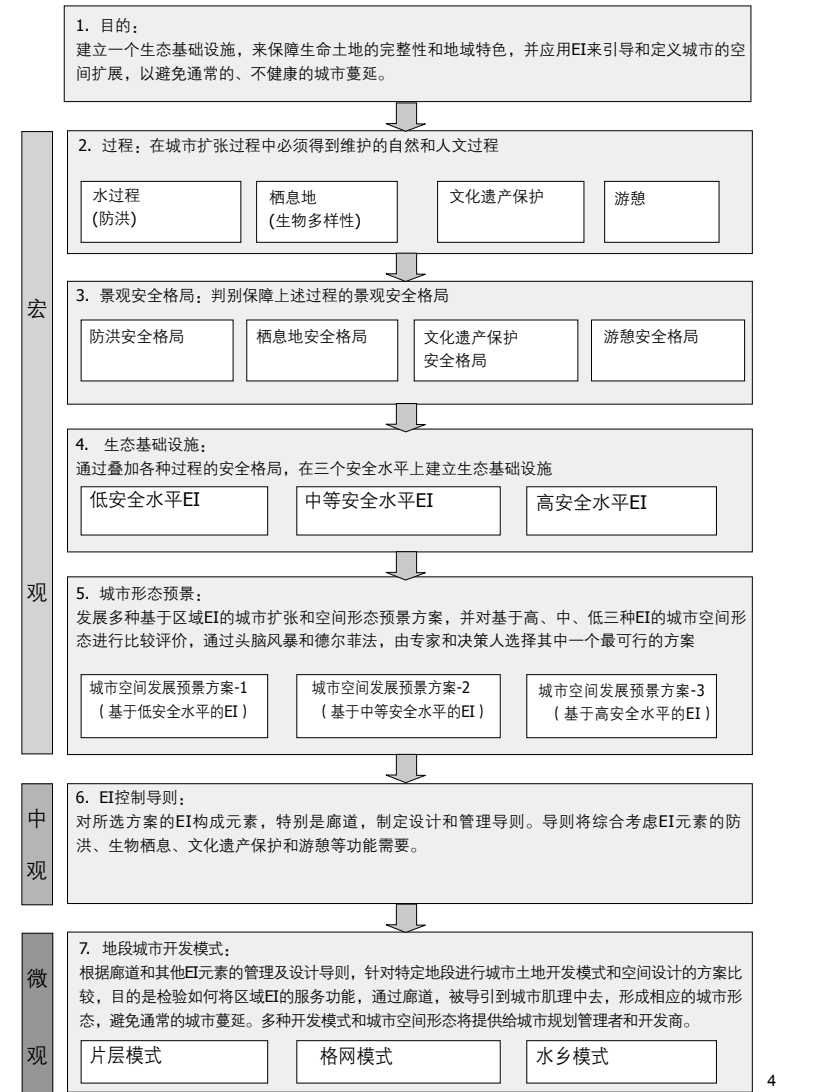 1. 目的：
建立一个生态基础设施，来保障生命土地的完整性和地域特色，并应用EI来引导和定义城市的空
间扩展，以避免通常的、不健康的城市蔓延。
宏
观
2. 过程：在城市扩张过程中必须得到维护的自然和人文过程
水过程
(防洪)
栖息地
(生物多样性)
文化遗产保护
游憩
3. 景观安全格局：判别保障上述过程的景观安全格局
防洪安全格局
栖息地安全格局
文化遗产保护
安全格局
游憩安全格局
4. 生态基础设施：
通过叠加各种过程的安全格局，在三个安全水平上建立生态基础设施
低安全水平EI
中等安全水平EI
高安全水平EI
5. 城市形态预景：
发展多种基于区域EI的城市扩张和空间形态预景方案，并对基于高、中、低三种EI的城市空间形
态进行比较评价，通过头脑风暴和德尔菲法，由专家和决策人选择其中一个最可行的方案
城市空间发展预景方案-1
（基于低安全水平的EI）
城市空间发展预景方案-2
（基于中等安全水平的EI）
城市空间发展预景方案-3
（基于高安全水平的EI）
中
观
6. EI控制导则：
对所选方案的EI构成元素，特别是廊道，制定设计和管理导则。导则将综合考虑EI元素的防
洪、生物栖息、文化遗产保护和游憩等功能需要。
微
观
7. 地段城市开发模式：
根据廊道和其他EI元素的管理及设计导则，针对特定地段进行城市土地开发模式和空间设计的方案比
较，目的是检验如何将区域EI的服务功能，通过廊道，被导引到城市肌理中去，形成相应的城市形
态，避免通常的城市蔓延。多种开发模式和城市空间形态将提供给城市规划管理者和开发商。
片层模式
格网模式
水乡模式
4